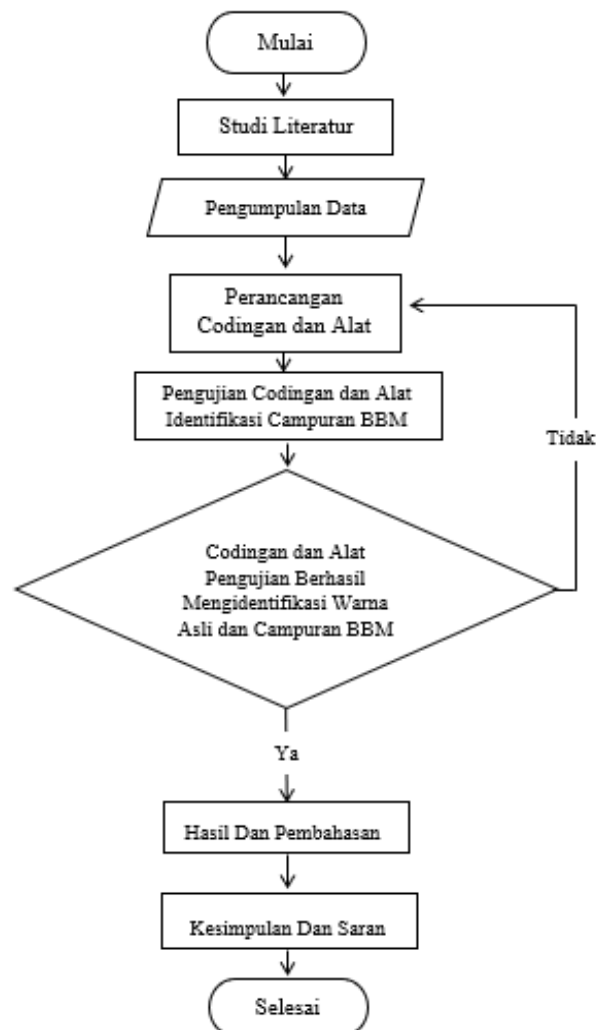 Mulai
Studi Literatur
Pengumpulan Data
Perancangan
Codingan dan Alat
Pengujian Codingan dan Alat
Identifikasi Campuran BBM
Tidak
Codingan dan Alat
Pengujian Berhasil
Mengidentifikasi Warna
Asli dan Campuran BBM
Ya
Hasil Dan Pembahasan
Kesimpulan Dan Saran
Selesai